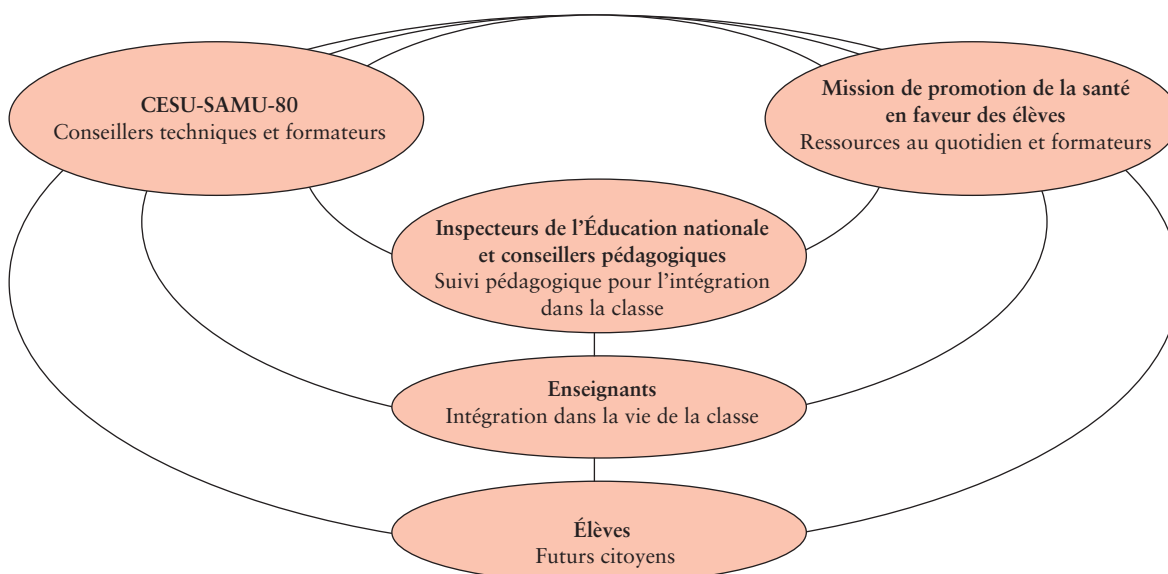 CESU-SAMU-80
Conseillers techniques et formateurs
Mission de promotion de la santé
en faveur des élèves
Ressources au quotidien et formateurs
Inspecteurs de l’Éducation nationale
et conseillers pédagogiques
Suivi pédagogique pour l’intégration
dans la classe
Enseignants
Intégration dans la vie de la classe
Élèves
Futurs citoyens